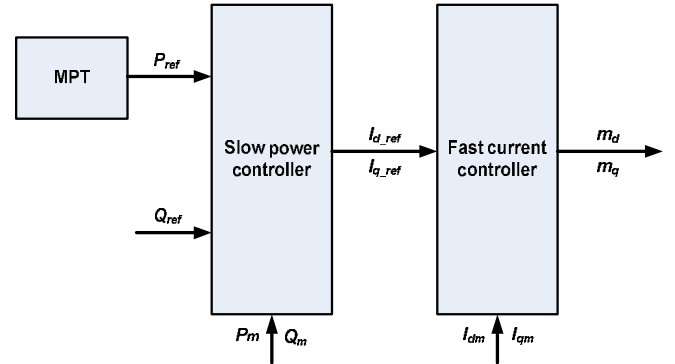 MPT
Pref
Qref
Slow power
controller
Pm
Qm
Id_ref
Iq_ref
Fast current
controller
Idm
Iqm
md
mq